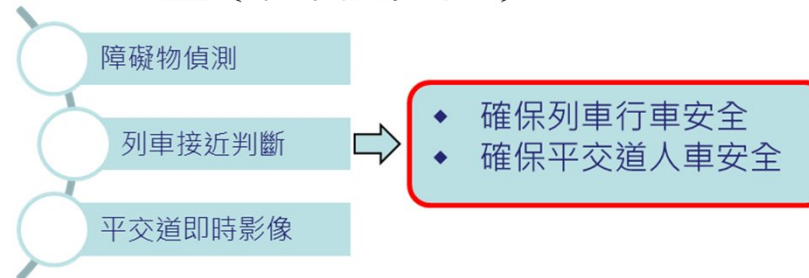 障礙物偵測
列車接近判斷
平交道即時影像
◆ 確保列車行車安全
◆ 確保平交道人車安全